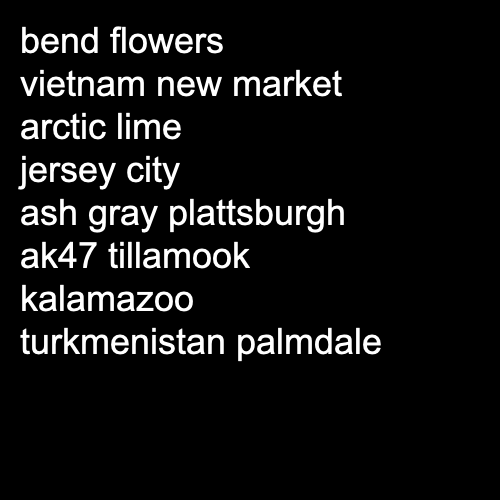 bend flowers
vietnam new market
arctic lime
jersey city
ash gray plattsburgh
ak47 tillamook
kalamazoo
turkmenistan palmdale